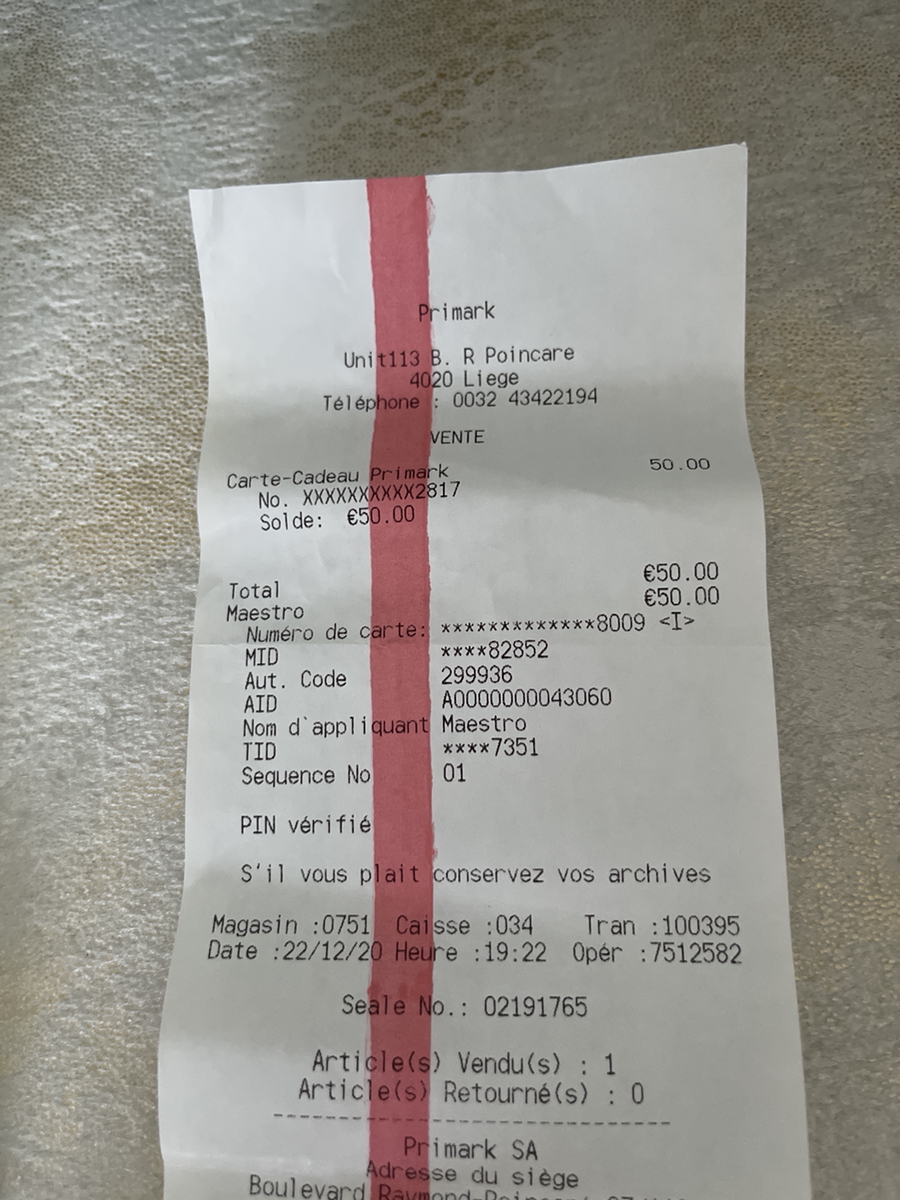 Primark
Unit113 B. R Poincare
4020 Liege
Téléphone : 0032 43422194
VENTE
Carte-Cadeau Primark 50.00
No. XXXXXXXXXX2817
Solde: €50.00
Total €50.00
Maestro €50.00
Numéro de carte: *************8009 <I>
MID ****82852
Aut. Code 299936
AID A0000000043060
Nom d`appliquant Maestro
TID ****7351
Sequence No 01
PIN vérifié
S'il vous plait conservez vos archives
Magasin :0751 Caisse :034 Tran :100395
Date :22/12/20 Heure :19:22 Opér :7512582
Seale No.: 02191765
Article(s) Vendu(s) : 1
Article(s) Retourné(s) : 0
--------------------------------
Primark SA
Adresse du siège
Boulevard Raymond-Poincaré